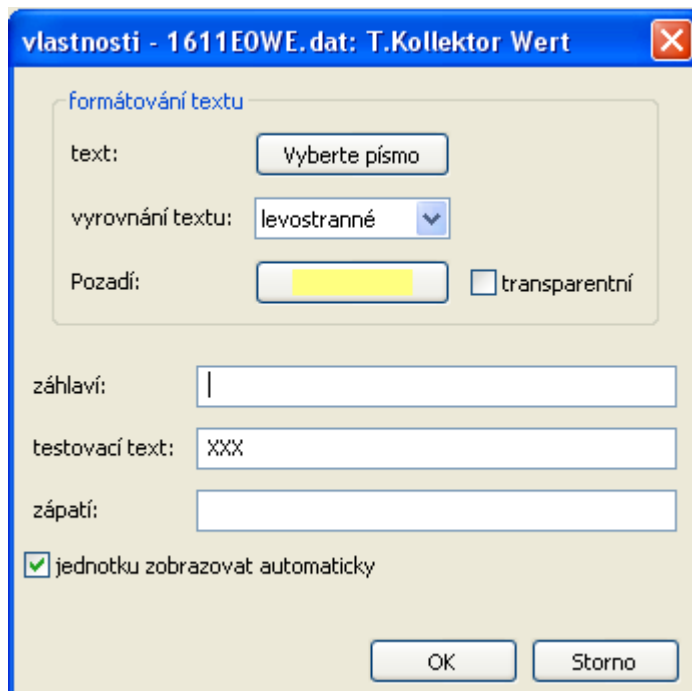 vlastnosti - 1611E0WE.dat: T.Kollektor Wert
formátování textu
text: Vyberte písmo
vyrovnání textu: levostranné
Pozadí: transparentní
záhlaví:
testovací text: XXX
zápatí:
jednotku zobrazovat automaticky
OK Storno